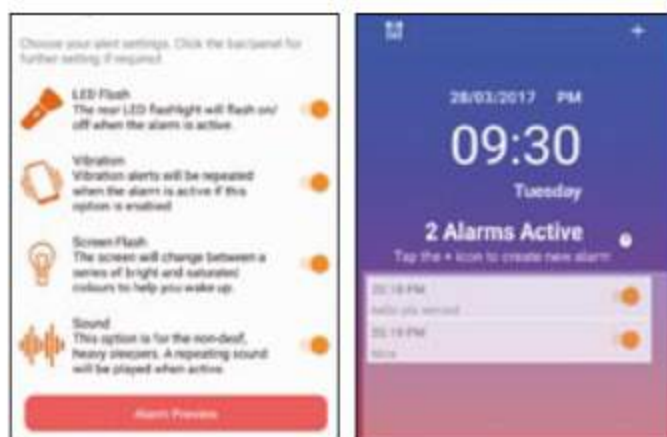 Choose your alert settings. Click the bar/panel for
further setting if required.
LED Flash
The rear LED flashlight will flash on/
off when the alarm is active.
Vibration
Vibration alerts will be repeated
when the alarm is active if this
option is enabled
Screen Flash
The screen will change between a
series of bright and saturated
colours to help you wake up.
Sound
This option is for the non-deaf,
heavy sleepers. A repeating sound
will be played when active.
Alarm Preview
28/03/2017 PM
09:30
Tuesday
2 Alarms Active
Tap the + icon to create new alarm